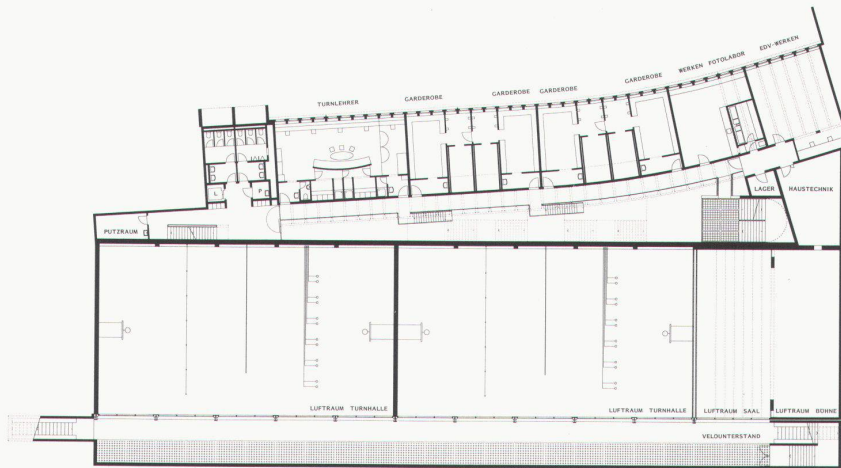 EDV-WERKEN
WERKEN FOTOLABOR
GARDEROBE
GARDEROBE
GARDEROBE
GARDEROBE
TURNLEHRER
L
P
LAGER
HAUSTECHNIK
PUTZRAUM
LUFTRAUM TURNHALLE
LUFTRAUM TURNHALLE
LUFTRAUM SAAL
LUFTRAUM BÜHNE
VELOUNTERSTAND